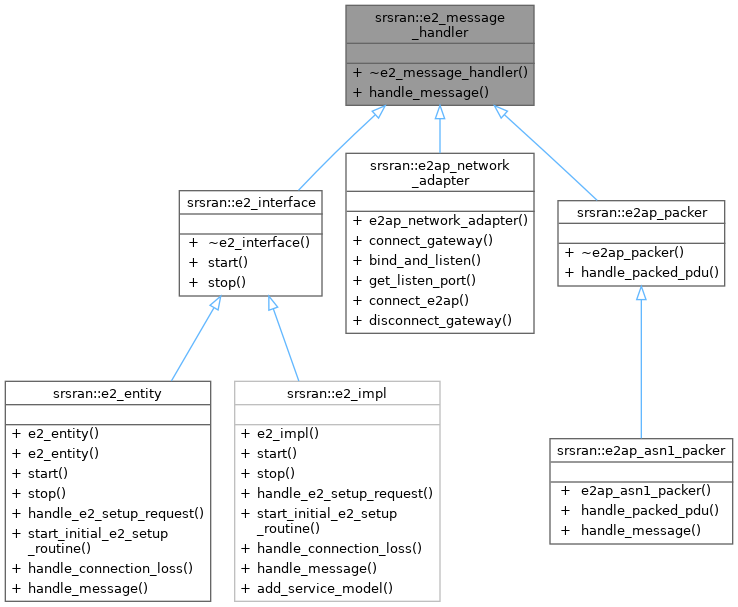 srsran::e2_message
_handler
+ ~e2_message_handler()
+ handle_message()
srsran::e2_interface
+ ~e2_interface()
+ start()
+ stop()
srsran::e2ap_network
_adapter
+ e2ap_network_adapter()
+ connect_gateway()
+ bind_and_listen()
+ get_listen_port()
+ connect_e2ap()
+ disconnect_gateway()
srsran::e2ap_packer
+ ~e2ap_packer()
+ handle_packed_pdu()
srsran::e2_entity
+ e2_entity()
+ e2_entity()
+ start()
+ stop()
+ handle_e2_setup_request()
+ start_initial_e2_setup
_routine()
+ handle_connection_loss()
+ handle_message()
srsran::e2_impl
+ e2_impl()
+ start()
+ stop()
+ handle_e2_setup_request()
+ start_initial_e2_setup
_routine()
+ handle_connection_loss()
+ handle_message()
+ add_service_model()
srsran::e2ap_asn1_packer
+ e2ap_asn1_packer()
+ handle_packed_pdu()
+ handle_message()